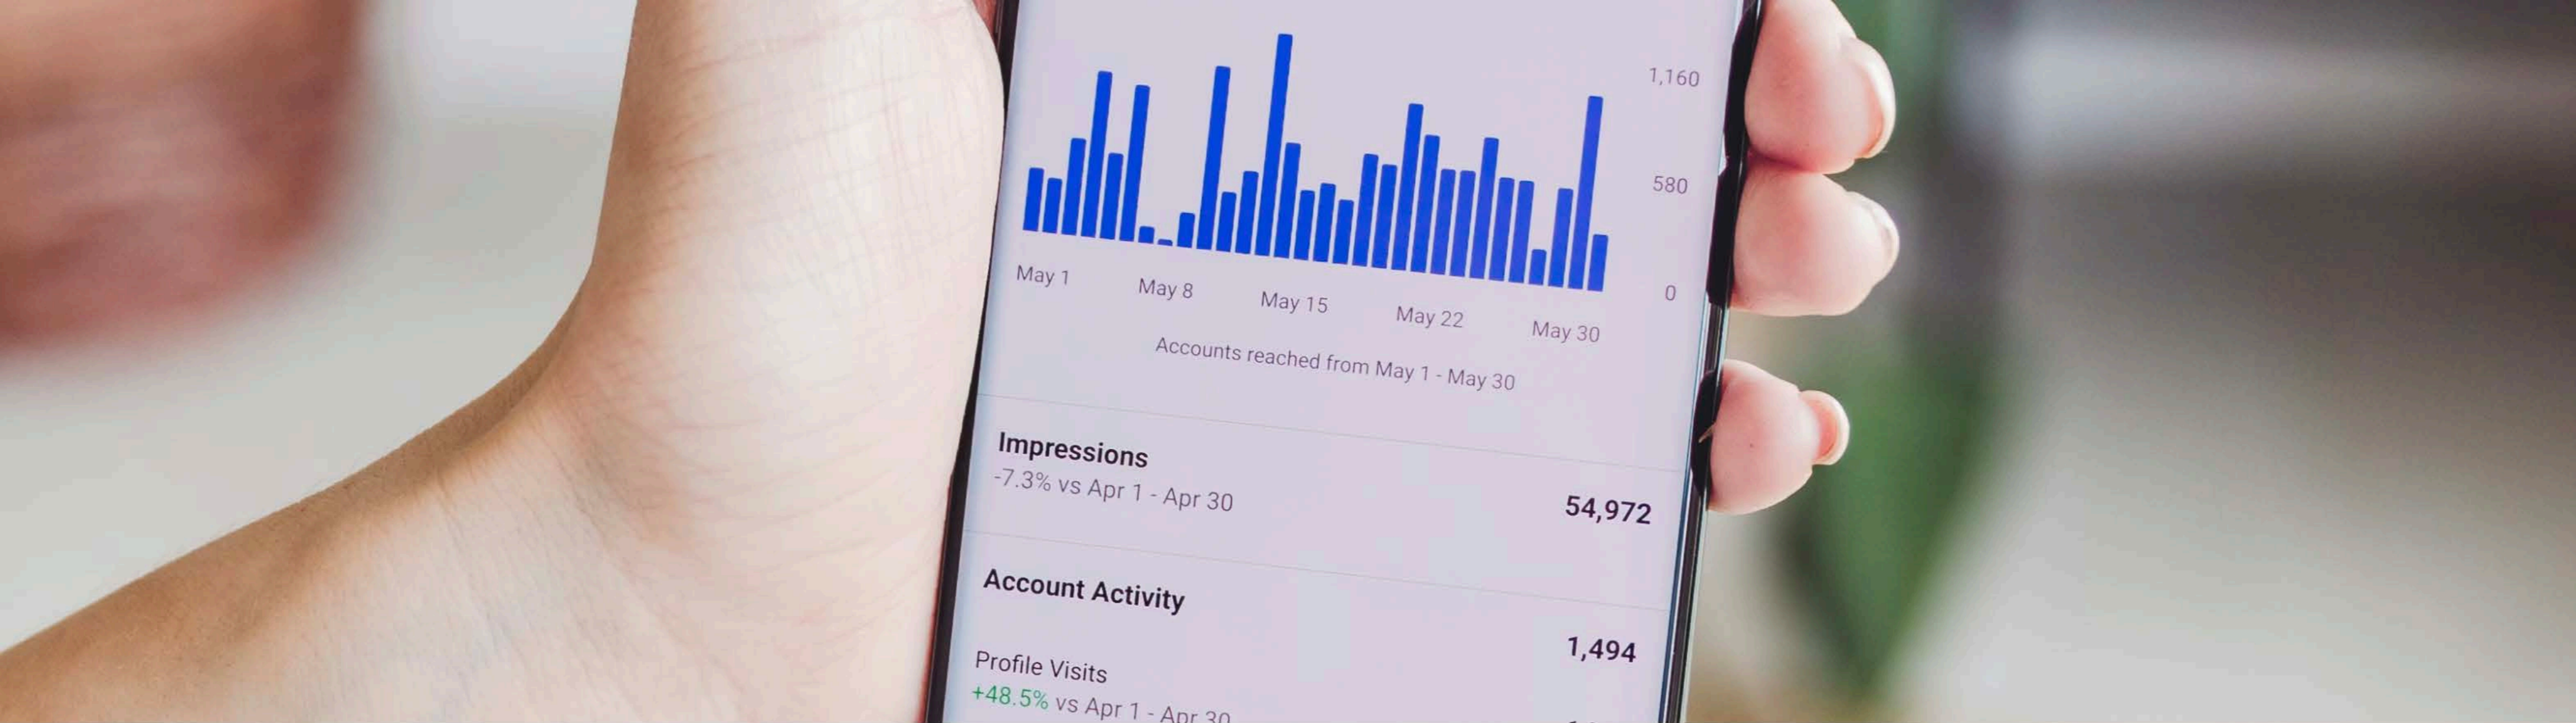 1,160
580
0
May 1 May 8 May 15 May 22 May 30
Accounts reached from May 1 - May 30
Impressions
-7.3% vs Apr 1 - Apr 30
54,972
Account Activity
1,494
Profile Visits
+48.5% vs Apr 1 - Apr 30